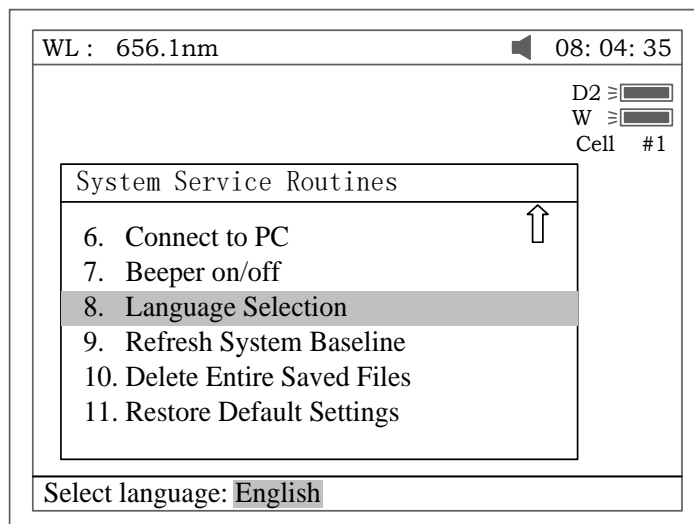 WL : 656.1nm 08: 04: 35
D2
W
Cell #1
System Service Routines
6. Connect to PC
7. Beeper on/off
8. Language Selection
9. Refresh System Baseline
10. Delete Entire Saved Files
11. Restore Default Settings
Select language: English